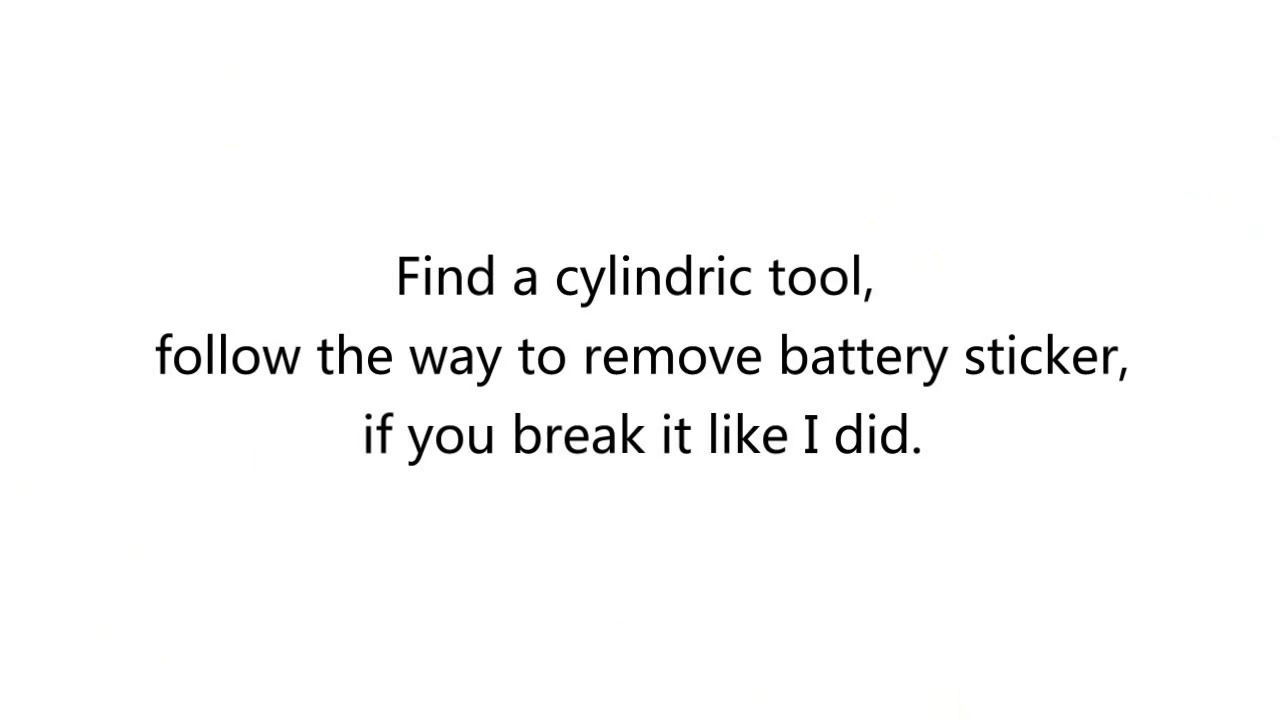 Find a cylindric tool,
follow the way to remove battery sticker,
if you break it like I did.